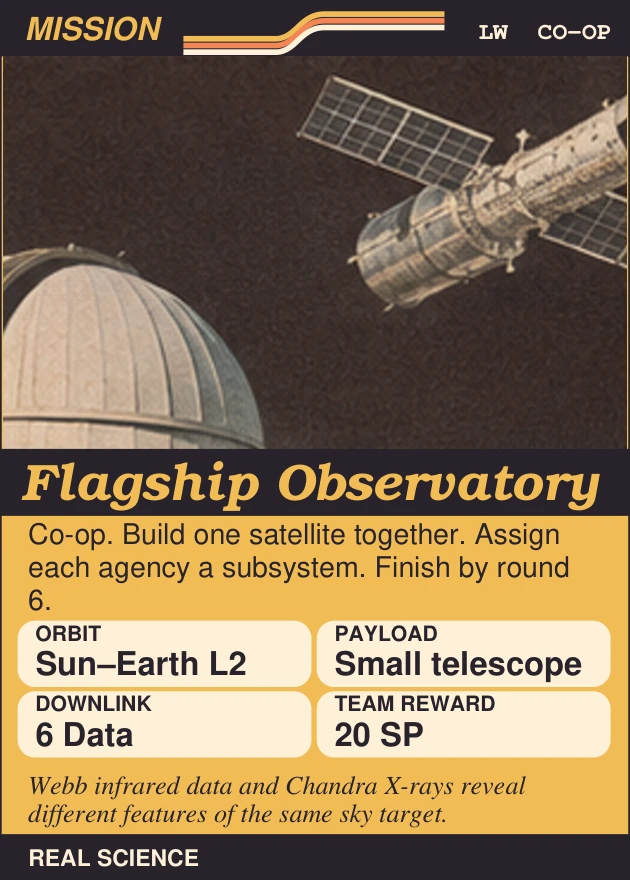 MISSION
LW CO-OP
Flagship Observatory
Co-op. Build one satellite together. Assign
each agency a subsystem. Finish by round
6.
ORBIT
Sun–Earth L2
PAYLOAD
Small telescope
DOWNLINK
6 Data
TEAM REWARD
20 SP
Webb infrared data and Chandra X-rays reveal
different features of the same sky target.
REAL SCIENCE